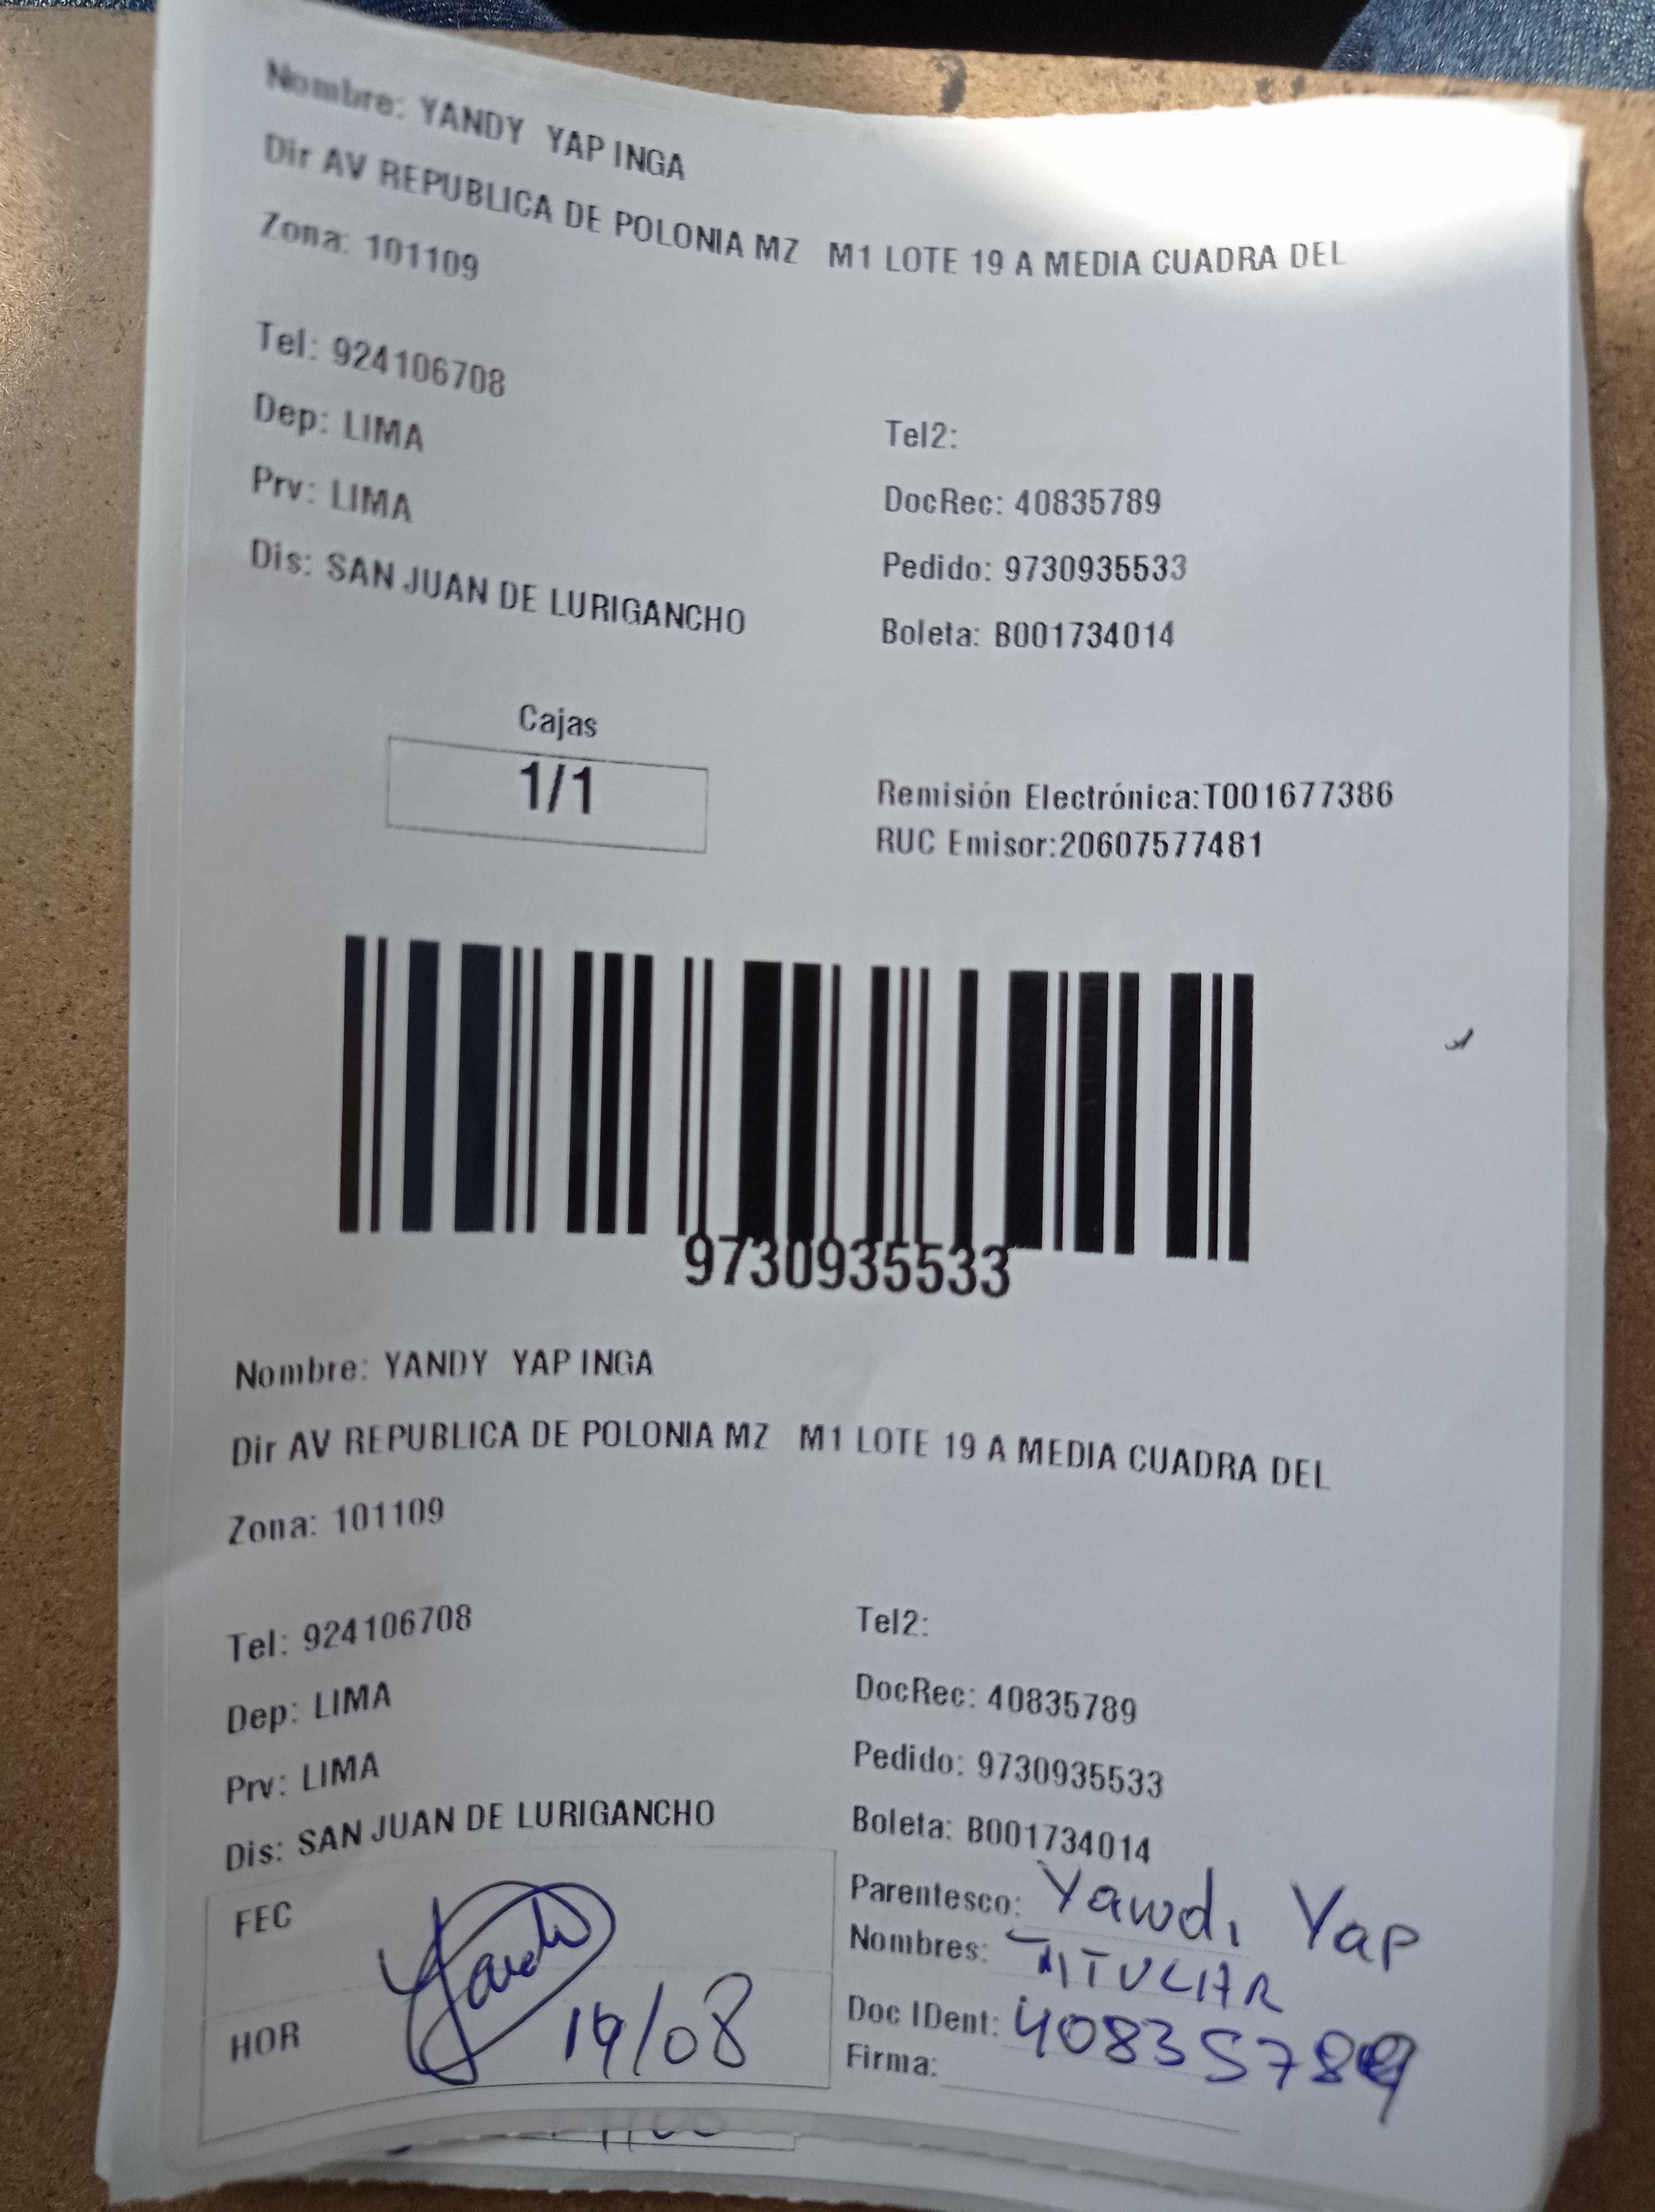 Nombre: YANDY YAP INGA
Dir AV REPUBLICA DE POLONIA MZ M1 LOTE 19 A MEDIA CUADRA DEL
Zona: 101109
Tel: 924106708
Tel2:
Dep: LIMA
DocRec: 40835789
Prv: LIMA
Pedido: 9730935533
Dis: SAN JUAN DE LURIGANCHO
Boleta: B001734014
Cajas
1/1
Remisión Electrónica:T001677386
RUC Emisor:20607577481
9730935533
Nombre: YANDY YAP INGA
Dir AV REPUBLICA DE POLONIA MZ M1 LOTE 19 A MEDIA CUADRA DEL
Zona: 101109
Tel: 924106708
Tel2:
Dep: LIMA
DocRec: 40835789
Prv: LIMA
Pedido: 9730935533
Dis: SAN JUAN DE LURIGANCHO
Boleta: B001734014
FEC
Parentesco: Yandi Yap
Nombres: TITULAR
HOR
19/08
Doc IDent: 40835789
Firma: